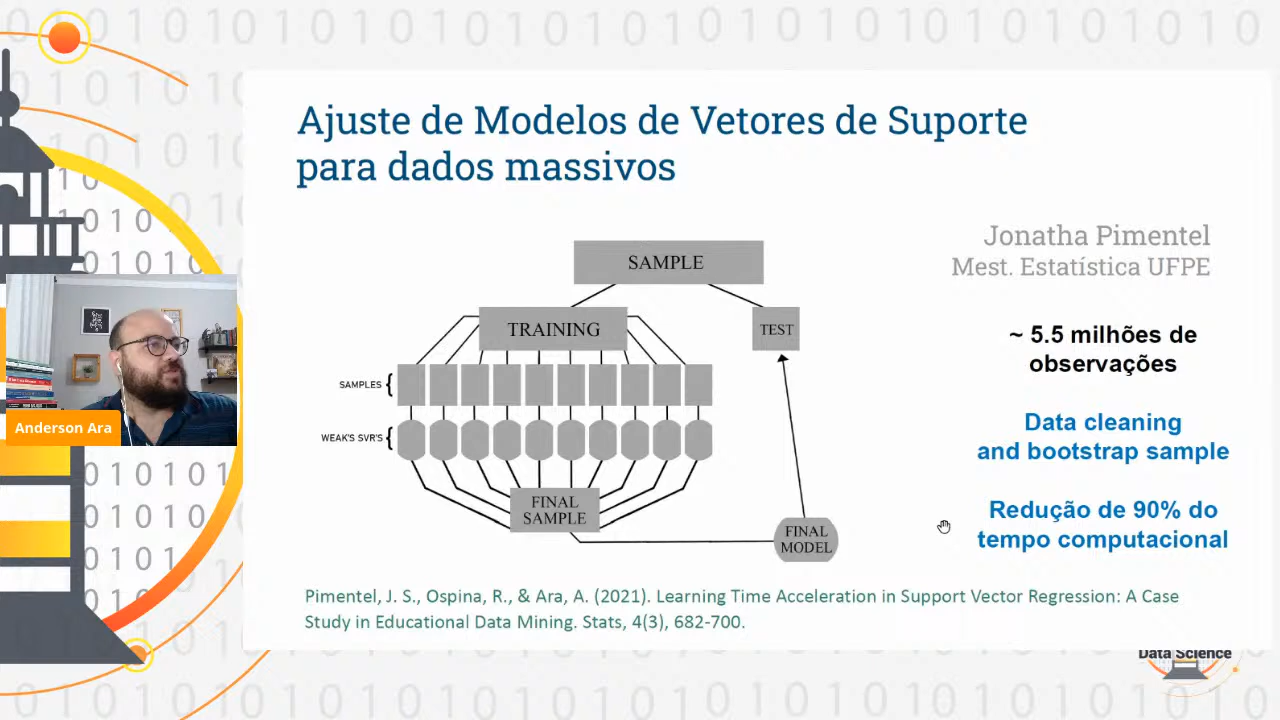 Ajuste de Modelos de Vetores de Suporte
para dados massivos
Jonatha Pimentel
Mest. Estatística UFPE
SAMPLE
TRAINING
TEST
SAMPLES
WEAK'S SVR'S
FINAL
SAMPLE
FINAL
MODEL
~ 5.5 milhões de
observações
Data cleaning
and bootstrap sample
Redução de 90% do
tempo computacional
Pimentel, J. S., Ospina, R., & Ara, A. (2021). Learning Time Acceleration in Support Vector Regression: A Case
Study in Educational Data Mining. Stats, 4(3), 682-700.
Anderson Ara
Data Science